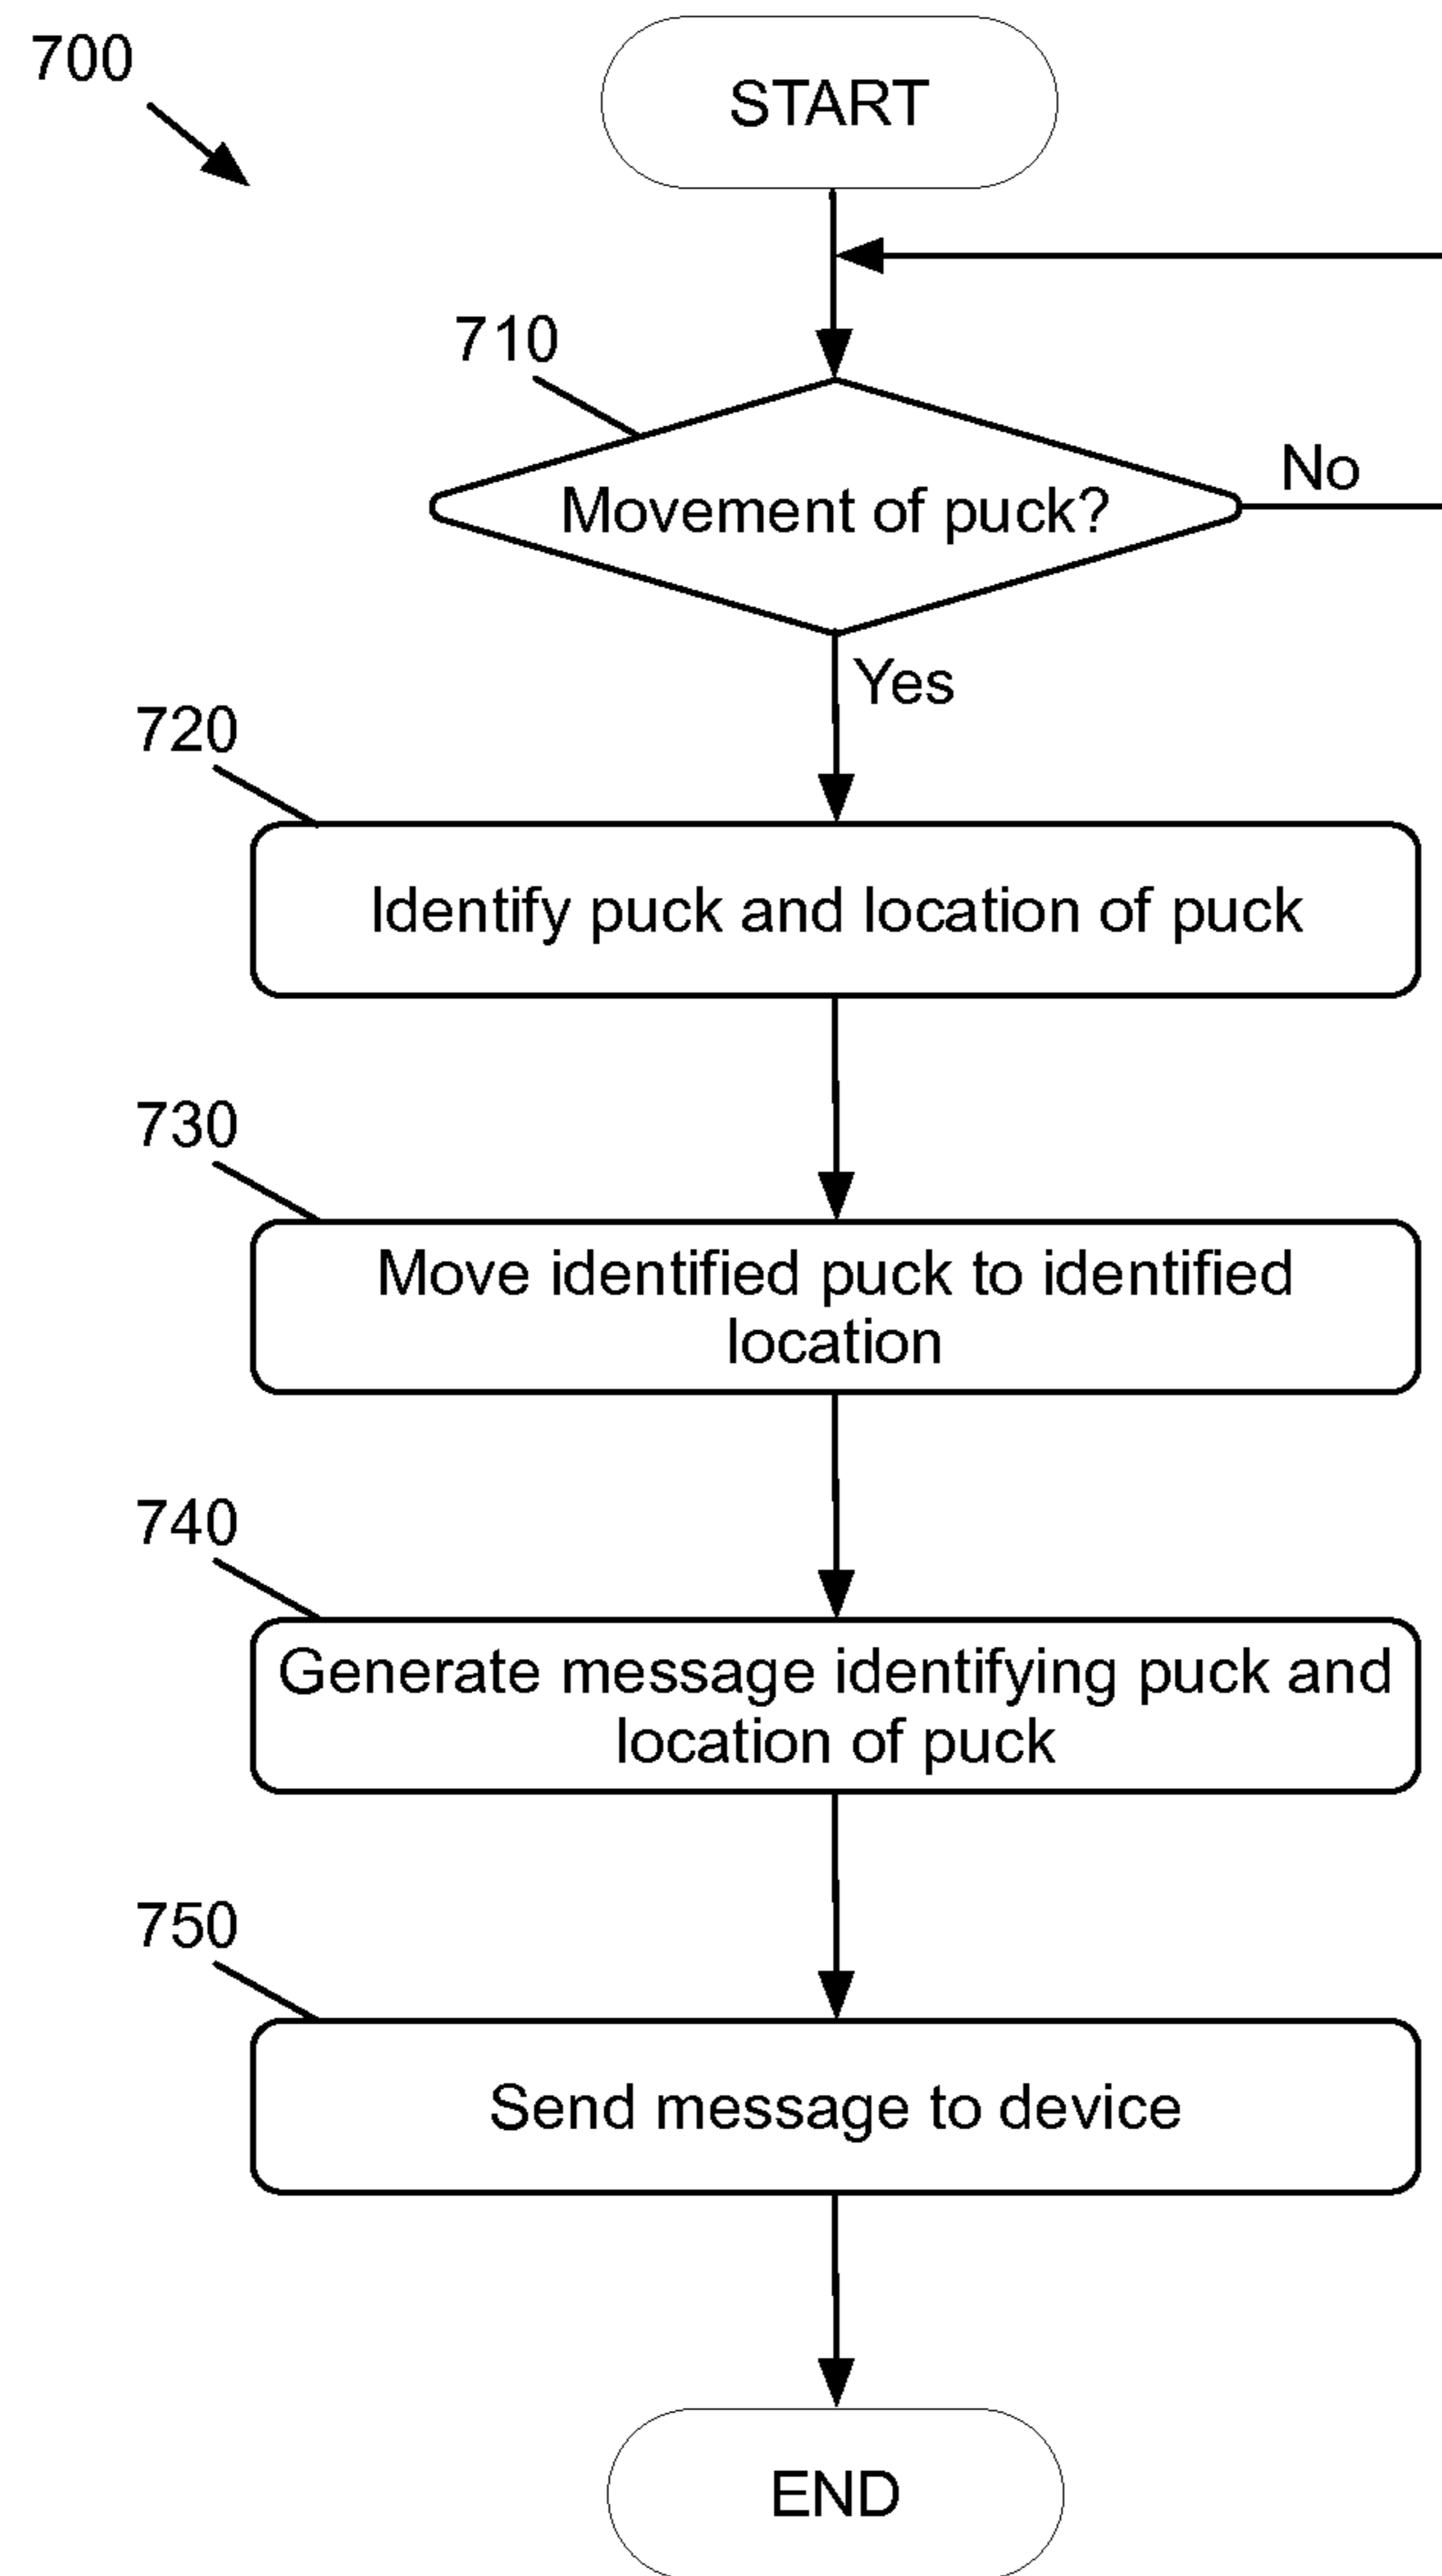 700
START
710
Movement of puck?
No
Yes
720
Identify puck and location of puck
730
Move identified puck to identified
location
740
Generate message identifying puck and
location of puck
750
Send message to device
END